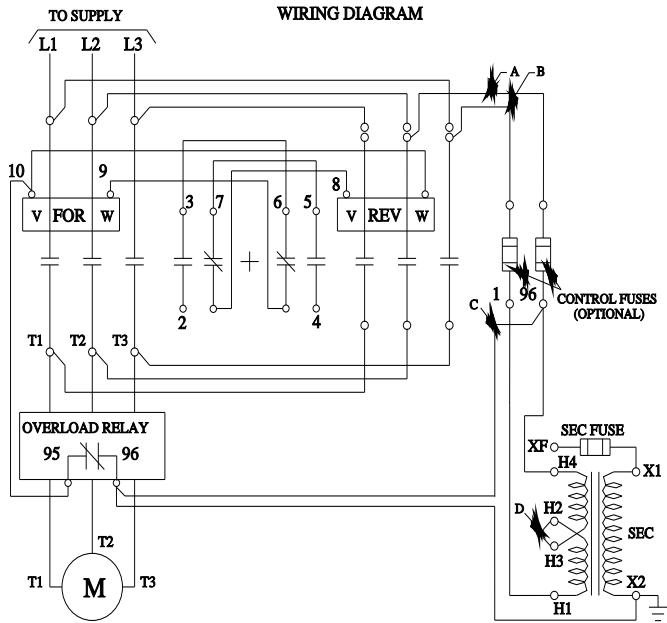 WIRING DIAGRAM
TO SUPPLY
L1 L2 L3
A B
10 9 3 7 8 6 5
V FOR W
V REV W
2 4
1 96
CONTROL FUSES
(OPTIONAL)
C
T1 T2 T3
OVERLOAD RELAY
95 96
SEC FUSE
XF
H4 X1
D H2
SEC
H3
T2
T1 M T3
X2
H1